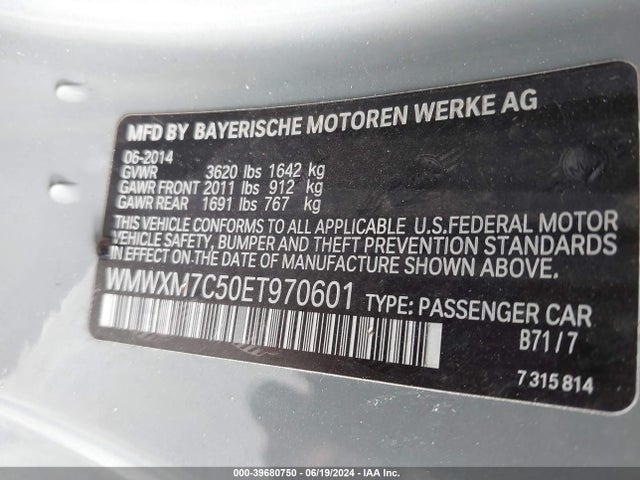 MFD BY BAYERISCHE MOTOREN WERKE AG
06-2014
GVWR 3620 lbs 1642 kg
GAWR FRONT 2011 lbs 912 kg
GAWR REAR 1691 lbs 767 kg
THIS VEHICLE CONFORMS TO ALL APPLICABLE U.S.FEDERAL MOTOR
VEHICLE SAFETY, BUMPER AND THEFT PREVENTION STANDARDS
IN EFFECT ON THE DATE OF MANUFACTURE SHOWN ABOVE.
WMWXM7C50ET970601 TYPE: PASSENGER CAR
B71/7
7 315 814
000-39680750 - 06/19/2024 - IAA Inc.